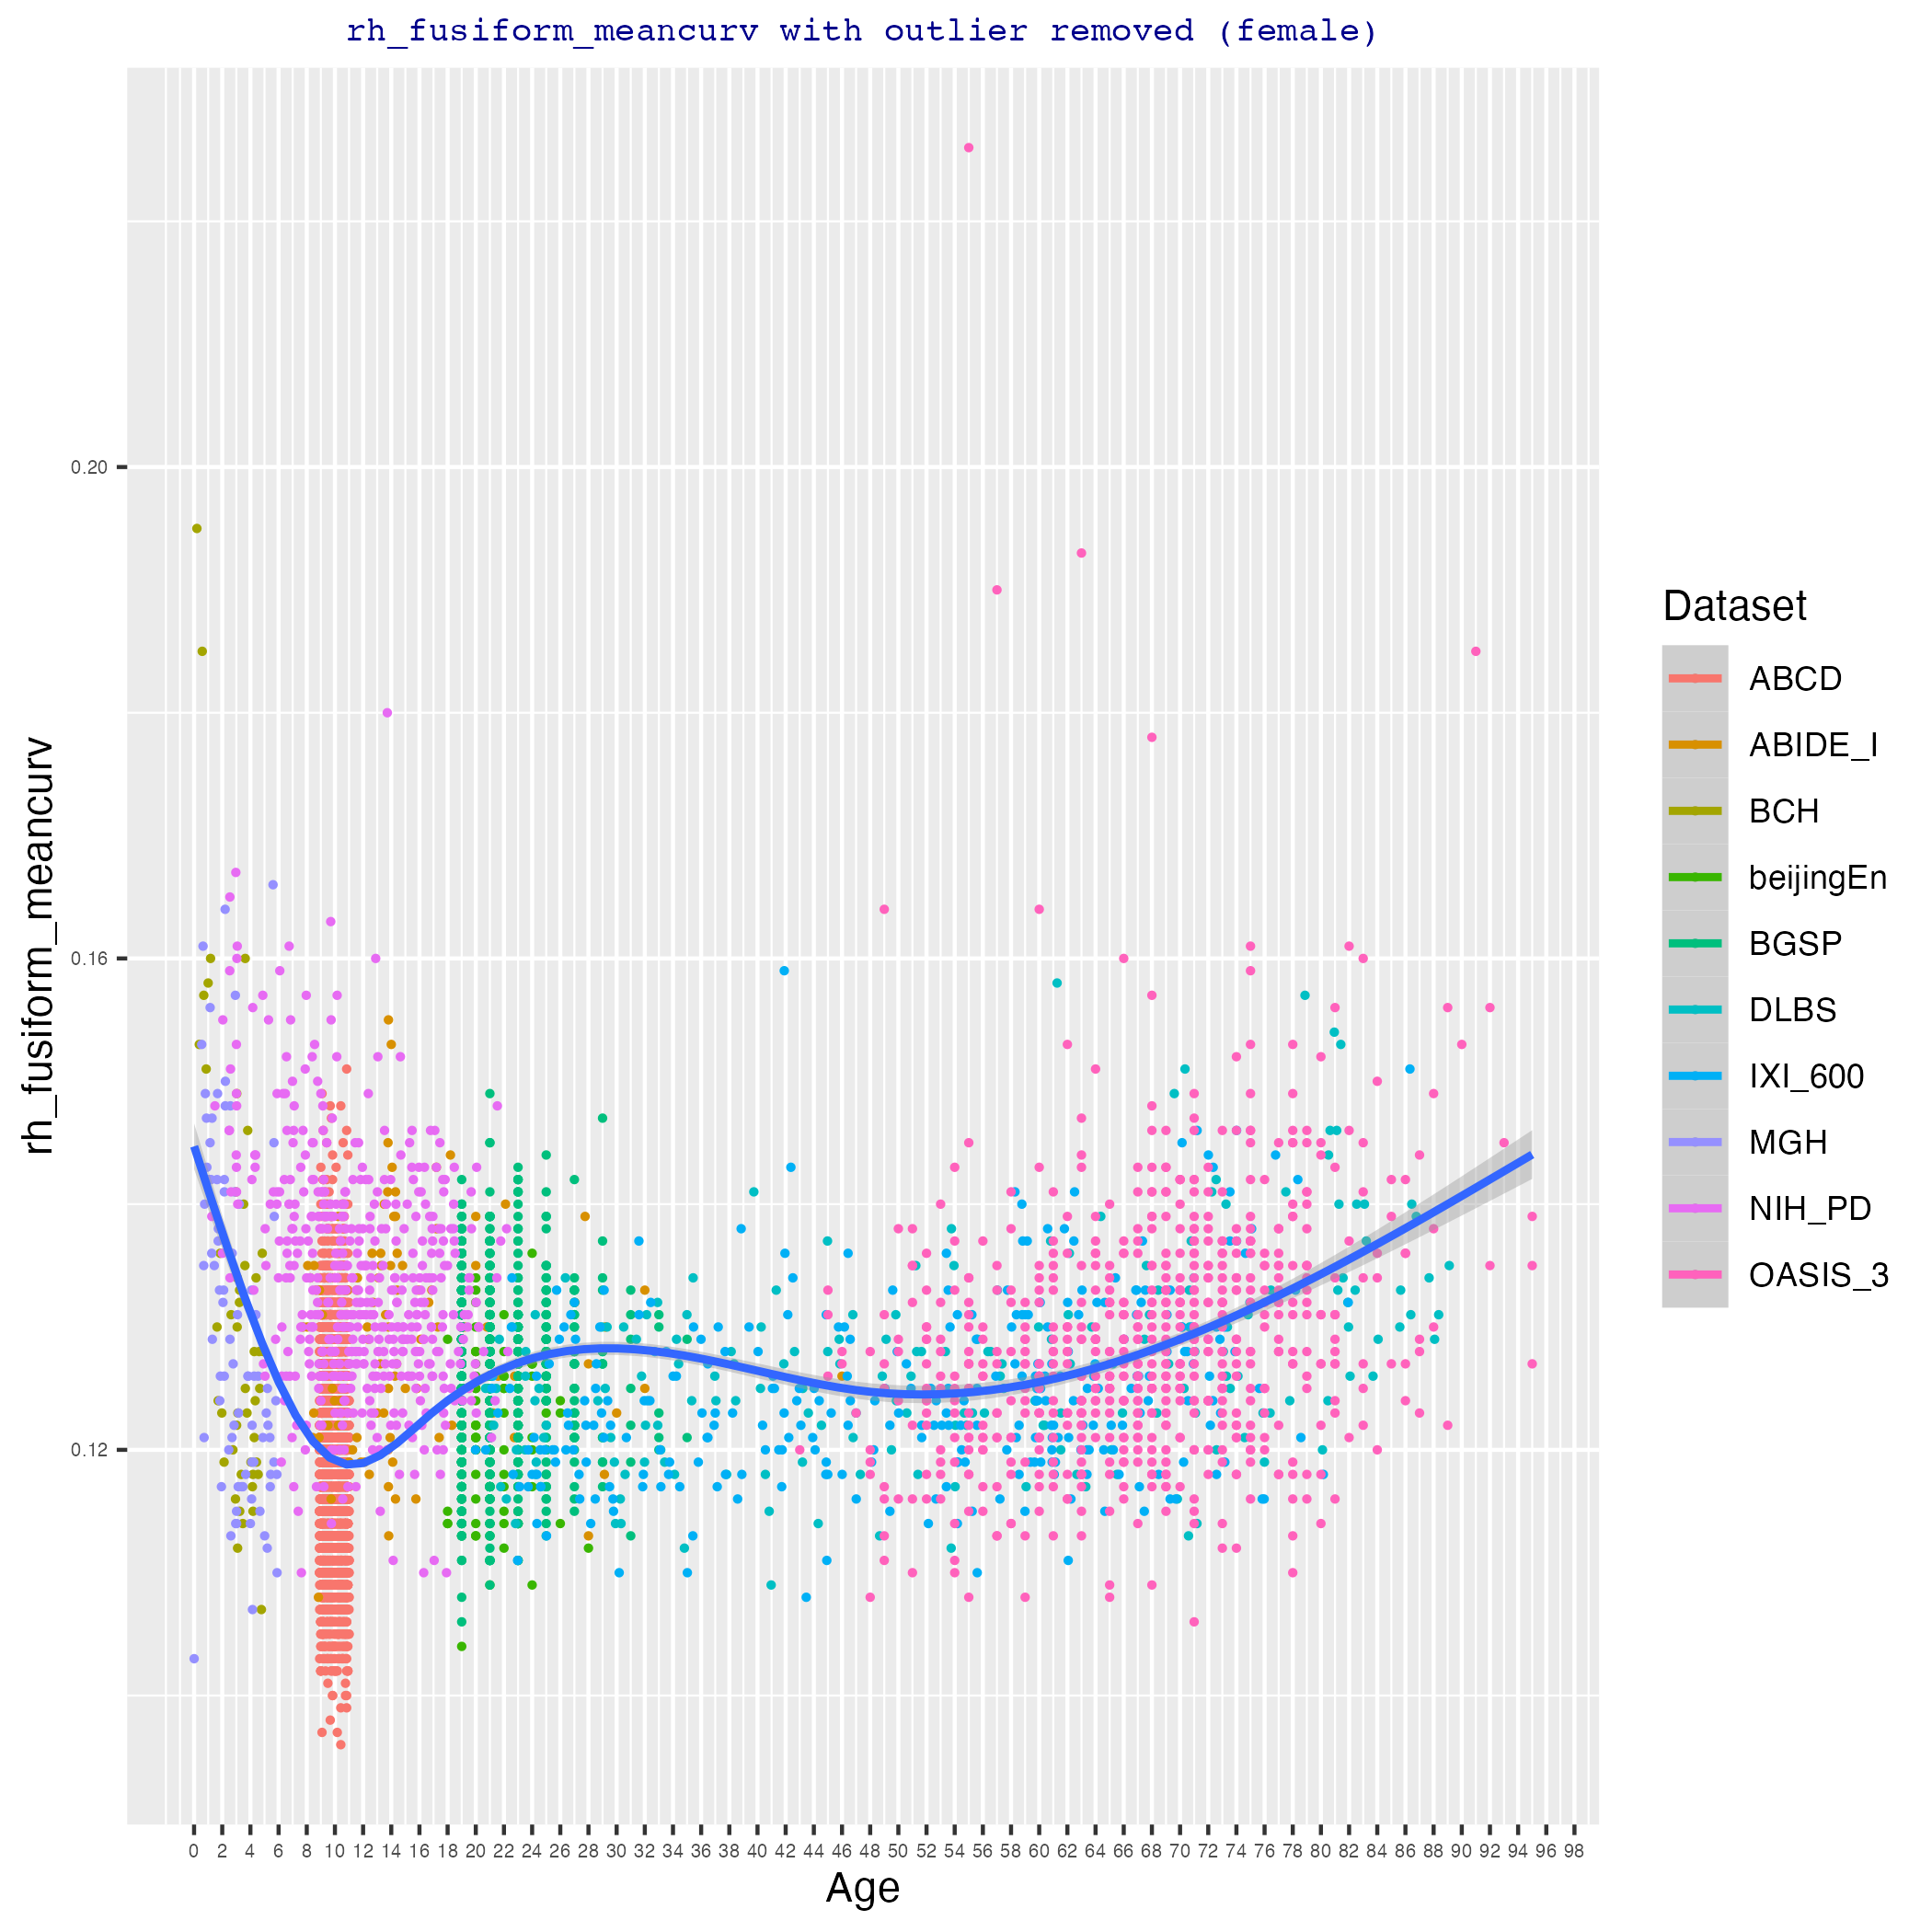 rh_fusiform_meancurv with outlier removed (female)
rh_fusiform_meancurv
0.20
0.16
0.12
0 2 4 6 8 10 12 14 16 18 20 22 24 26 28 30 32 34 36 38 40 42 44 46 48 50 52 54 56 58 60 62 64 66 68 70 72 74 76 78 80 82 84 86 88 90 92 94 96 98
Age
Dataset
ABCD
ABIDE_I
BCH
beijingEn
BGSP
DLBS
IXI_600
MGH
NIH_PD
OASIS_3